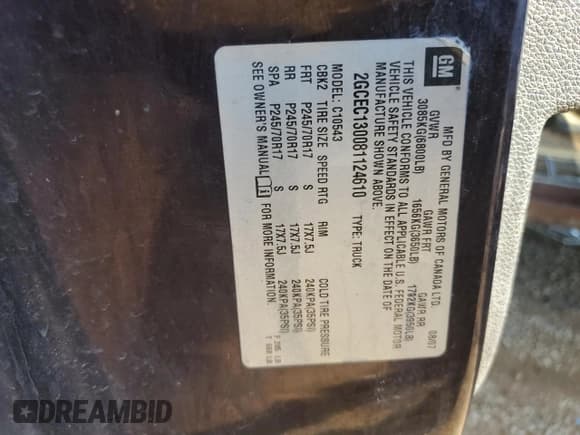 GM
MFD BY GENERAL MOTORS OF CANADA LTD
08/07
GVWR GAWR FRT GAWR RR
3085KG(6800LB) 1656KG(3650LB) 1792KG(3950LB)
THIS VEHICLE CONFORMS TO ALL APPLICABLE U.S. FEDERAL MOTOR
VEHICLE SAFETY STANDARDS IN EFFECT ON THE DATE OF
MANUFACTURE SHOWN ABOVE.
2GCEC130081124610 TYPE: TRUCK
MODEL: C10543
CBK2 TIRE SIZE SPEED RTG RIM COLD TIRE PRESSURE
FRT P245/70R17 S 17X7.5J 240KPA(35PSI)
RR P245/70R17 S 17X7.5J 240KPA(35PSI)
SPA P245/70R17 S 17X7.5J 240KPA(35PSI)
SEE OWNER'S MANUAL FOR MORE INFORMATION.
DREAMBID